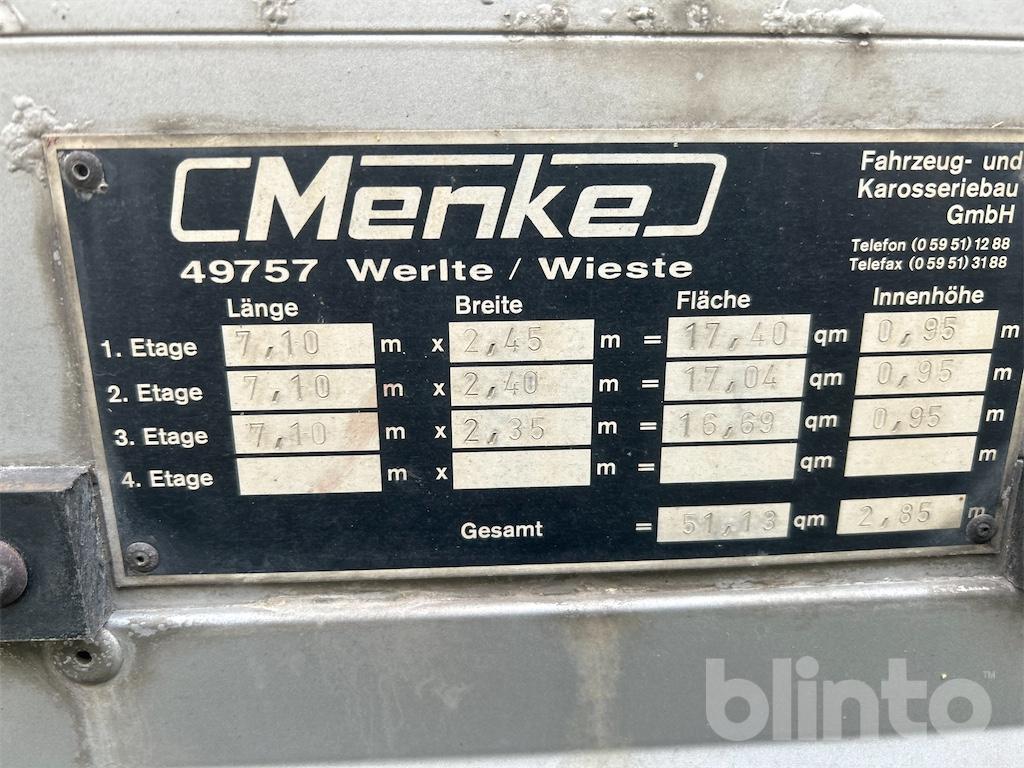 Menke
Fahrzeug- und
Karosseriebau
GmbH
Telefon (0 59 51) 12 88
Telefax (0 59 51) 31 88
49757 Werlte / Wieste
Länge Breite Fläche Innenhöhe
1. Etage 7,10 m x 2,45 m = 17,40 qm 0,95 m
2. Etage 7,10 m x 2,40 m = 17,04 qm 0,95 m
3. Etage 7,10 m x 2,35 m = 16,69 qm 0,95 m
4. Etage m x m = qm m
Gesamt = 51,13 qm 2,85 m
blinto™